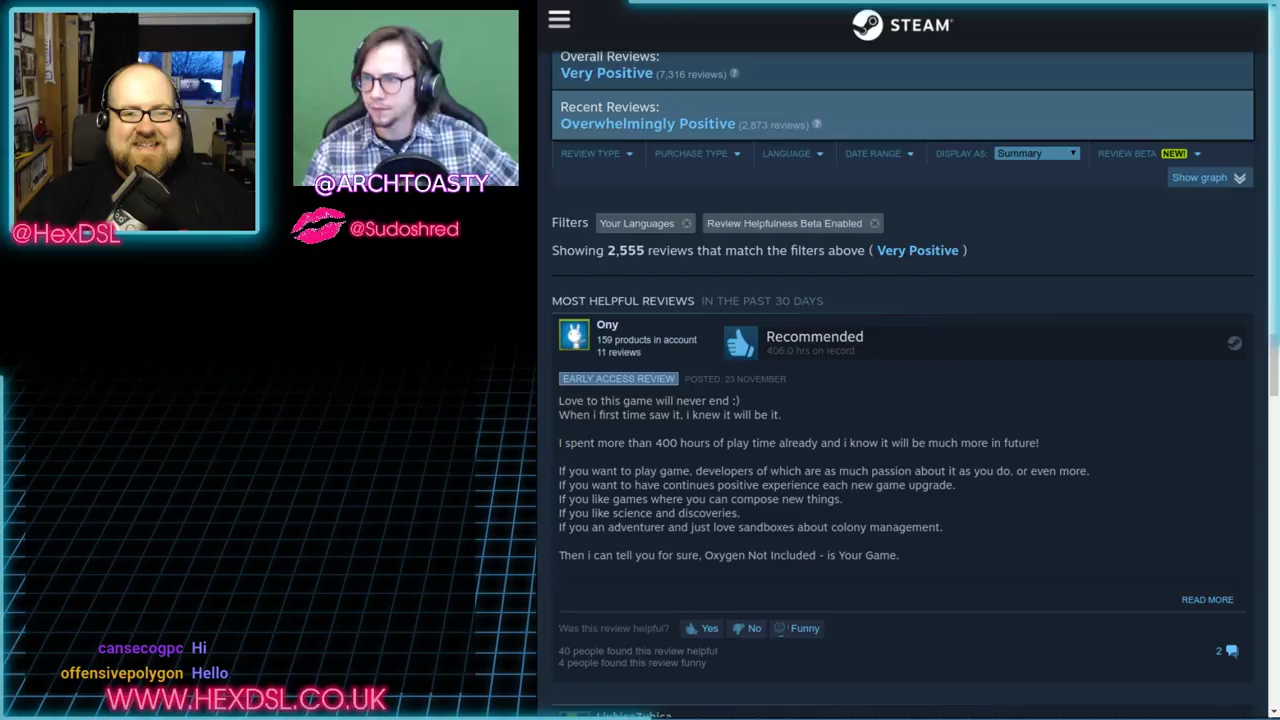 @HexDSL
@ARCHTOASTY
@Sudoshred
cansecogpc Hi
offensivepolygon Hello
WWW.HEXDSL.CO.UK
STEAM
Overall Reviews:
Very Positive (7,316 reviews) ?
Recent Reviews:
Overwhelmingly Positive (2,873 reviews) ?
REVIEW TYPE PURCHASE TYPE LANGUAGE DATE RANGE DISPLAY AS: Summary REVIEW BETA NEW!
Show graph
Filters Your Languages Review Helpfulness Beta Enabled
Showing 2,555 reviews that match the filters above ( Very Positive )
MOST HELPFUL REVIEWS IN THE PAST 30 DAYS
Ony
159 products in account
11 reviews
Recommended
406.0 hrs on record
EARLY ACCESS REVIEW POSTED: 23 NOVEMBER
Love to this game will never end :)
When i first time saw it, i knew it will be it.
I spent more than 400 hours of play time already and i know it will be much more in future!
If you want to play game, developers of which are as much passion about it as you do, or even more.
If you want to have continues positive experience each new game upgrade.
If you like games where you can compose new things.
If you like science and discoveries.
If you an adventurer and just love sandboxes about colony management.
Then i can tell you for sure, Oxygen Not Included - is Your Game.
READ MORE
Was this review helpful? Yes No Funny
40 people found this review helpful
4 people found this review funny
2